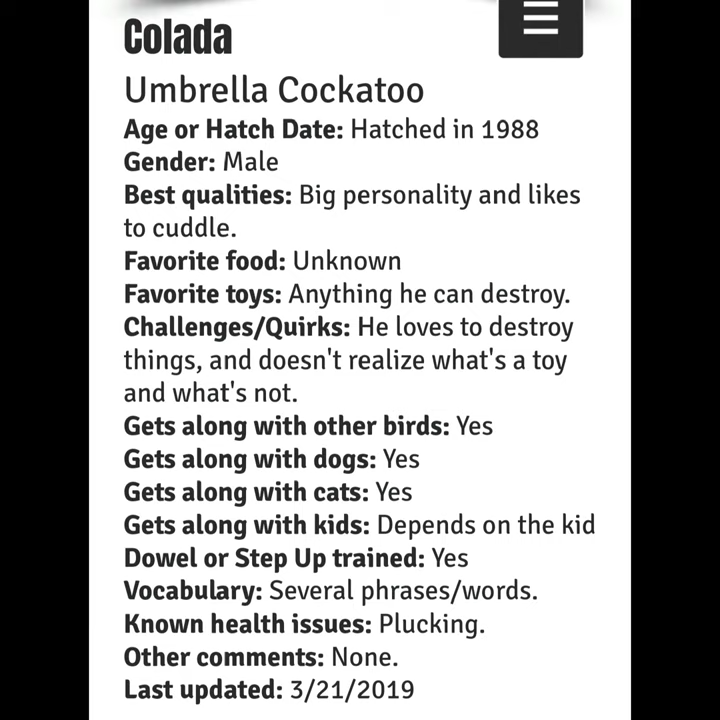 Colada
Umbrella Cockatoo
Age or Hatch Date: Hatched in 1988
Gender: Male
Best qualities: Big personality and likes
to cuddle.
Favorite food: Unknown
Favorite toys: Anything he can destroy.
Challenges/Quirks: He loves to destroy
things, and doesn't realize what's a toy
and what's not.
Gets along with other birds: Yes
Gets along with dogs: Yes
Gets along with cats: Yes
Gets along with kids: Depends on the kid
Dowel or Step Up trained: Yes
Vocabulary: Several phrases/words.
Known health issues: Plucking.
Other comments: None.
Last updated: 3/21/2019